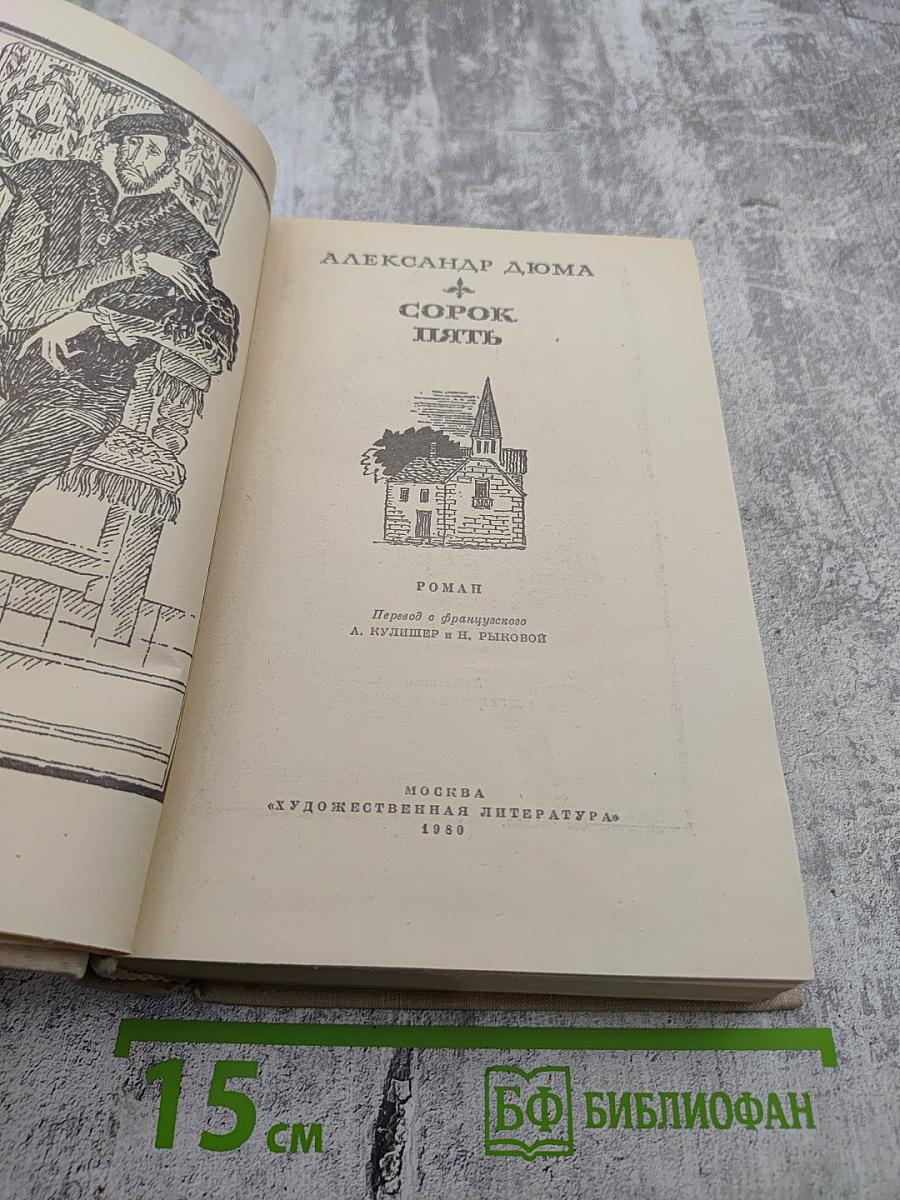 АЛЕКСАНДР ДЮМА
СОРОК
ПЯТЬ
РОМАН
Перевод с французского
А. КУЛИШЕР и Н. РЫКОВОЙ
МОСКВА
«ХУДОЖЕСТВЕННАЯ ЛИТЕРАТУРА»
1980
15 см
БФ БИБЛИОФАН